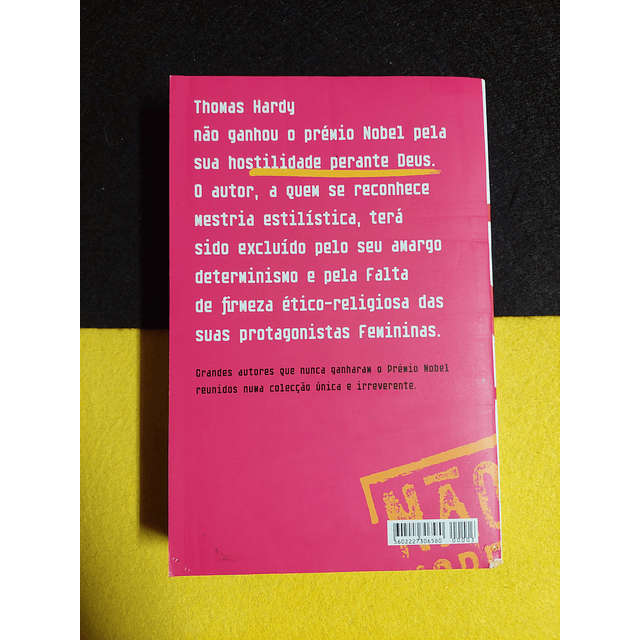 Thomas Hardy
não ganhou o prémio Nobel pela
sua hostilidade perante Deus.
O autor, a quem se reconhece
mestria estilística, terá
sido excluído pelo seu amargo
determinismo e pela Falta
de firmeza ético-religiosa das
suas protagonistas Femininas.
Grandes autores que nunca ganharam o Prémio Nobel
reunidos numa colecção única e irreverente.
NÃO
5602227306580 00003